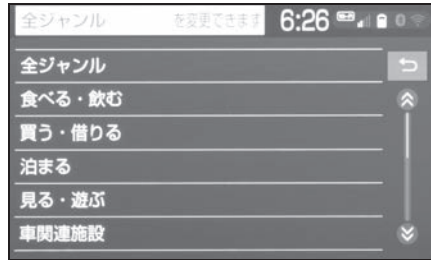 全ジャンル を変更できます 6:26
全ジャンル
食べる・飲む
買う・借りる
泊まる
見る・遊ぶ
車関連施設